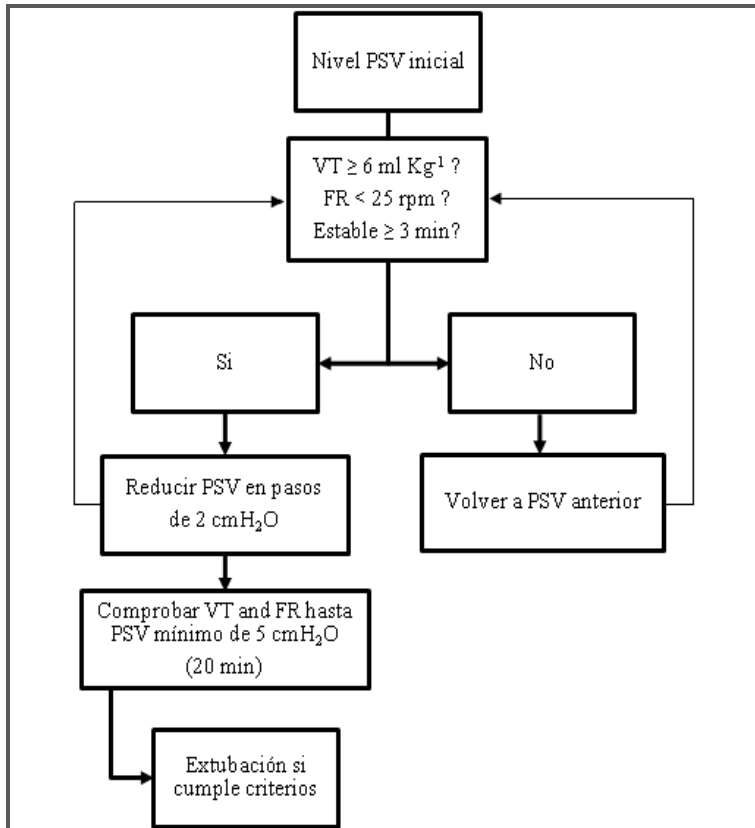 Nivel PSV inicial
VT ≥ 6 ml Kg⁻¹ ?
FR < 25 rpm ?
Estable ≥ 3 min?
Si
No
Reducir PSV en pasos
de 2 cmH₂O
Volver a PSV anterior
Comprobar VT and FR hasta
PSV mínimo de 5 cmH₂O
(20 min)
Extubación si
cumple criterios